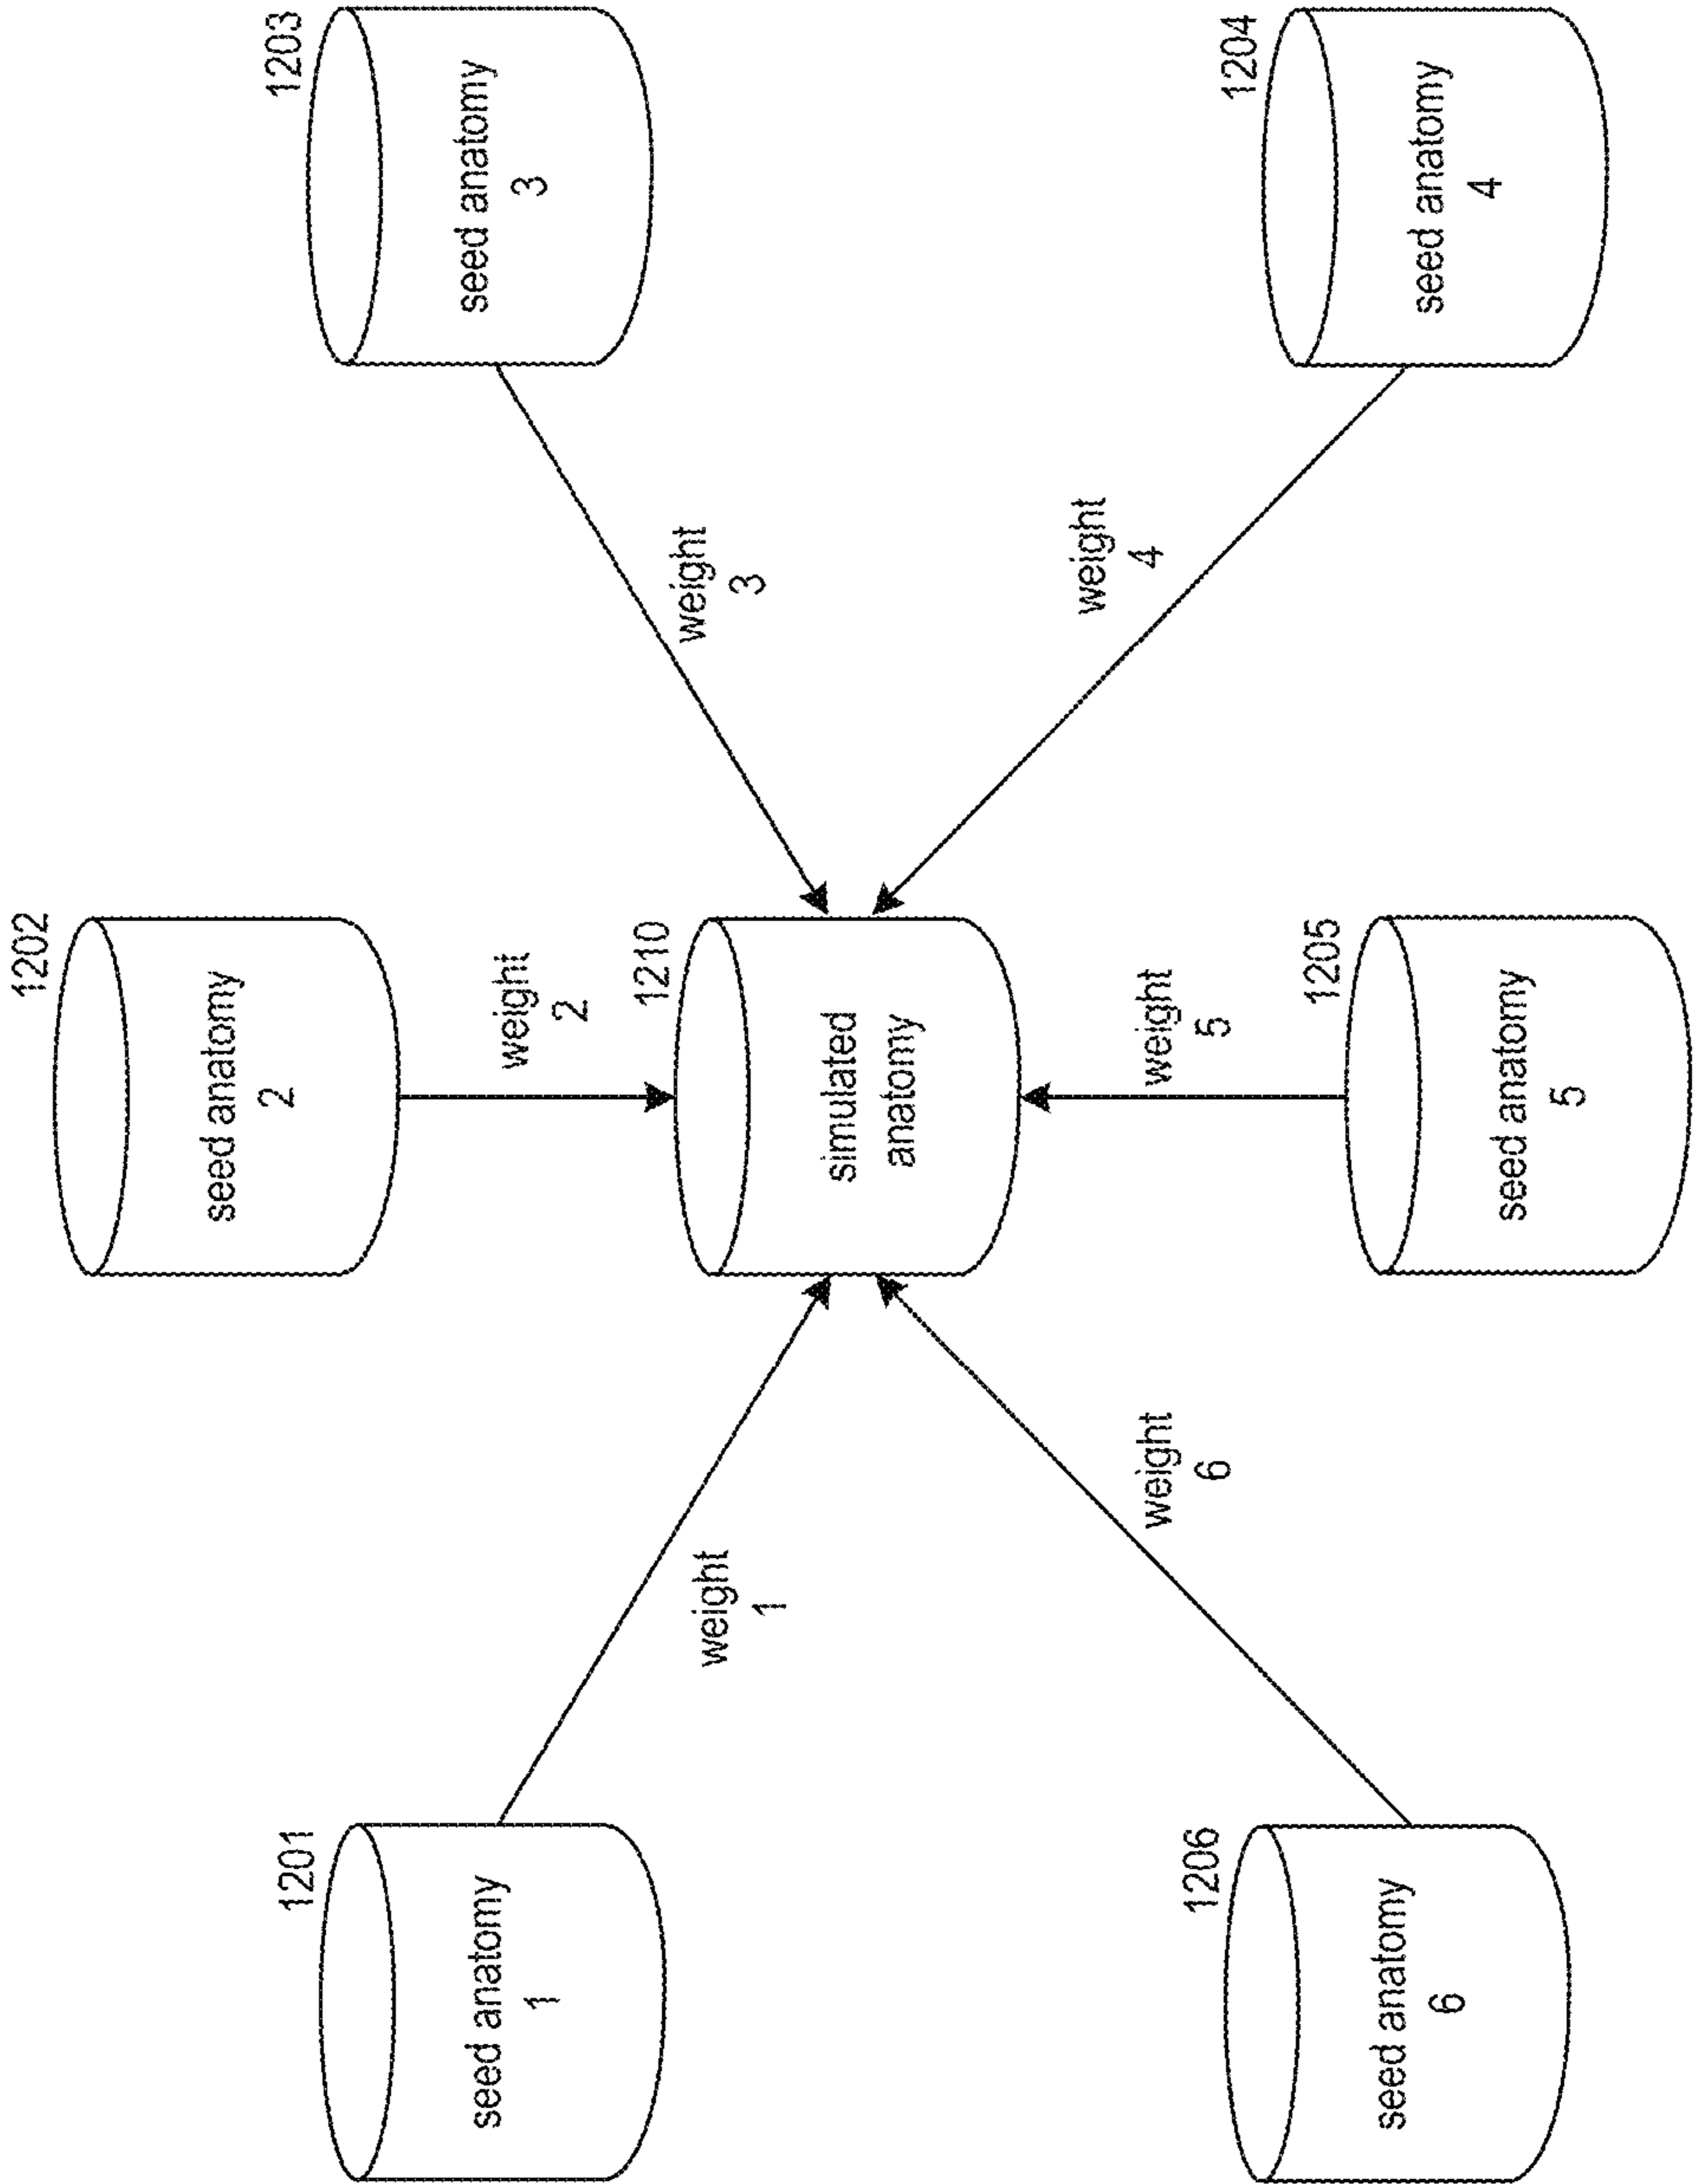 1202
seed anatomy
2
1201
seed anatomy
1
1203
seed anatomy
3
weight
1
weight
2
weight
3
1210
simulated
anatomy
weight
6
weight
5
weight
4
1206
seed anatomy
6
1205
seed anatomy
5
1204
seed anatomy
4